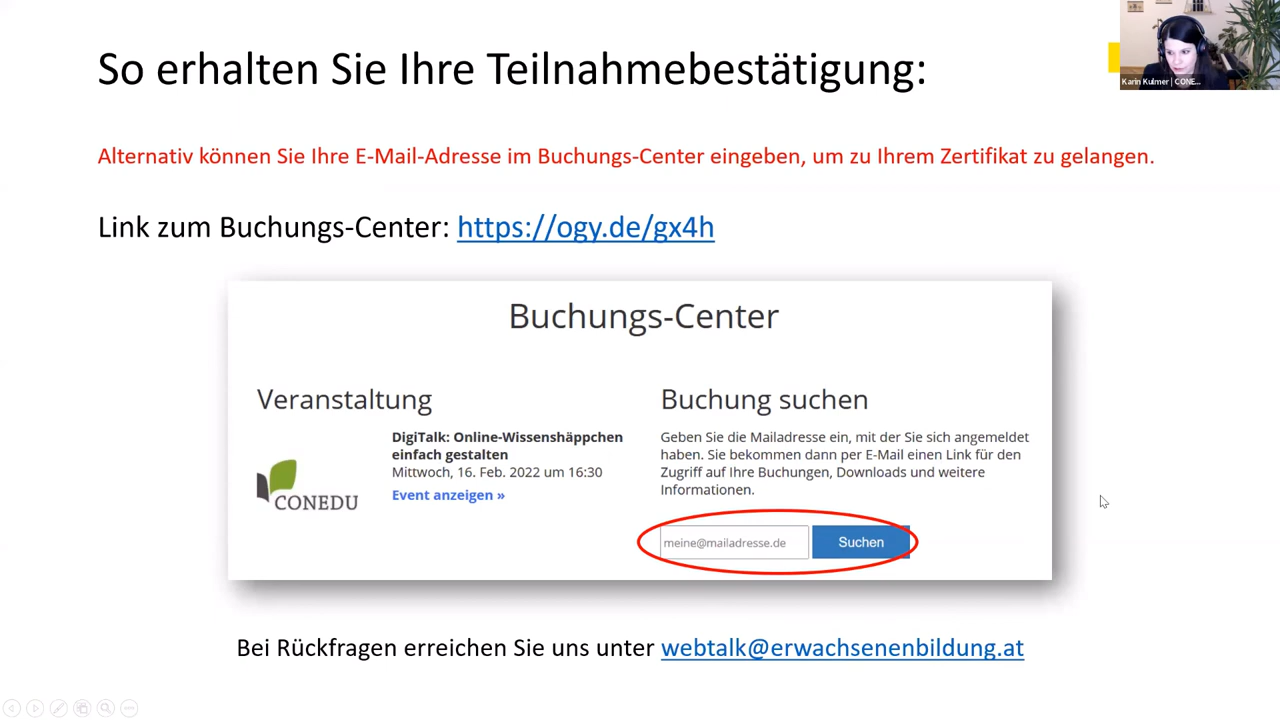 So erhalten Sie Ihre Teilnahmebestätigung:
Karin Kulmer | CONE...
Alternativ können Sie Ihre E-Mail-Adresse im Buchungs-Center eingeben, um zu Ihrem Zertifikat zu gelangen.
Link zum Buchungs-Center: https://ogy.de/gx4h
Buchungs-Center
Veranstaltung
CONEDU
DigiTalk: Online-Wissenshäppchen
einfach gestalten
Mittwoch, 16. Feb. 2022 um 16:30
Event anzeigen »
Buchung suchen
Geben Sie die Mailadresse ein, mit der Sie sich angemeldet
haben. Sie bekommen dann per E-Mail einen Link für den
Zugriff auf Ihre Buchungen, Downloads und weitere
Informationen.
meine@mailadresse.de Suchen
Bei Rückfragen erreichen Sie uns unter webtalk@erwachsenenbildung.at